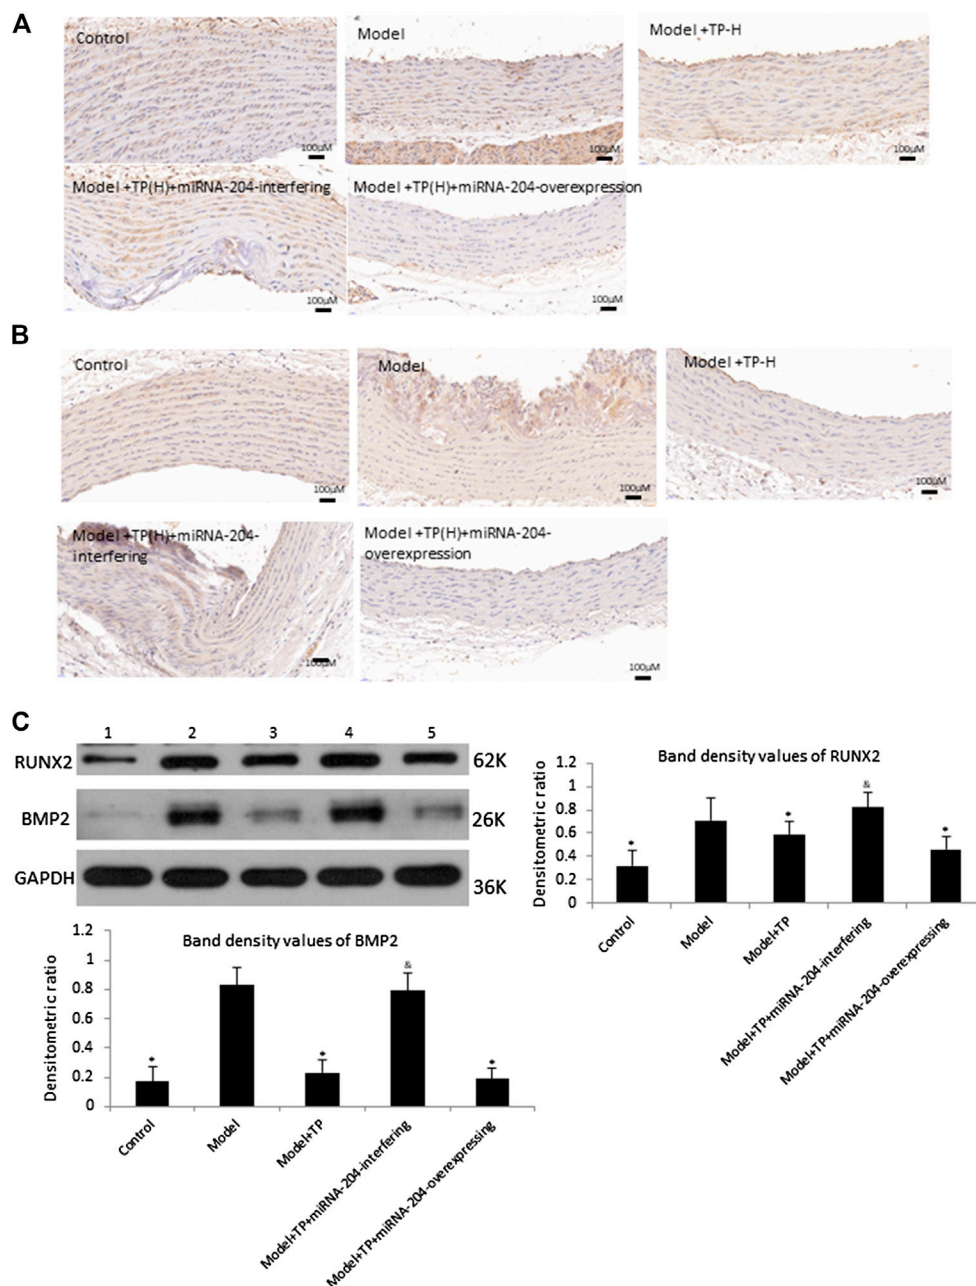 A
Control
Model
Model +TP-H
100μM
100μM
100μM
Model +TP(H)+miRNA-204-interfering
Model +TP(H)+miRNA-204-overexpression
100μM
100μM
B
Control
Model
Model +TP-H
100μM
100μM
100μM
Model +TP(H)+miRNA-204-
interfering
Model +TP(H)+miRNA-204-
overexpression
100μM
100μM
C
1 2 3 4 5
RUNX2 62K
BMP2 26K
GAPDH 36K
Band density values of RUNX2
Densitometric ratio
1.2
1
0.8
0.6
0.4
0.2
0
*
*
&
*
Control
Model
Model+TP
Model+TP+miRNA-204-interfering
Model+TP+miRNA-204-overexpressing
Band density values of BMP2
Densitometric ratio
1
0.8
0.6
0.4
0.2
0
*
*
&
*
Control
Model
Model+TP
Model+TP+miRNA-204-interfering
Model+TP+miRNA-204-overexpressing